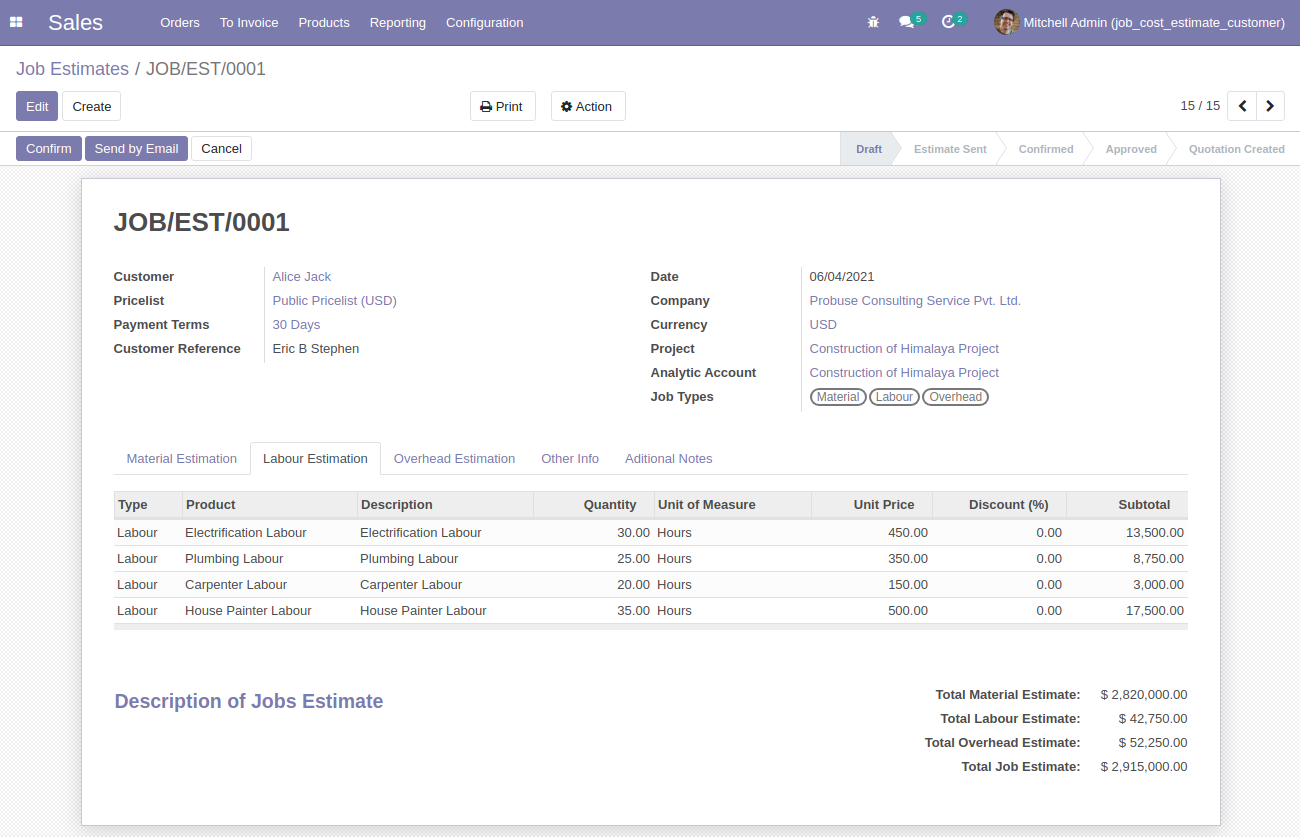 Sales Orders To Invoice Products Reporting Configuration 5 2 Mitchell Admin (job_cost_estimate_customer)
Job Estimates / JOB/EST/0001
Edit Create Print Action 15 / 15
Confirm Send by Email Cancel Draft Estimate Sent Confirmed Approved Quotation Created
JOB/EST/0001
Customer Alice Jack Date 06/04/2021
Pricelist Public Pricelist (USD) Company Probuse Consulting Service Pvt. Ltd.
Payment Terms 30 Days Currency USD
Customer Reference Eric B Stephen Project Construction of Himalaya Project
Analytic Account Construction of Himalaya Project
Job Types Material Labour Overhead
Material Estimation Labour Estimation Overhead Estimation Other Info Aditional Notes
Type Product Description Quantity Unit of Measure Unit Price Discount (%) Subtotal
Labour Electrification Labour Electrification Labour 30.00 Hours 450.00 0.00 13,500.00
Labour Plumbing Labour Plumbing Labour 25.00 Hours 350.00 0.00 8,750.00
Labour Carpenter Labour Carpenter Labour 20.00 Hours 150.00 0.00 3,000.00
Labour House Painter Labour House Painter Labour 35.00 Hours 500.00 0.00 17,500.00
Description of Jobs Estimate Total Material Estimate: $ 2,820,000.00
Total Labour Estimate: $ 42,750.00
Total Overhead Estimate: $ 52,250.00
Total Job Estimate: $ 2,915,000.00